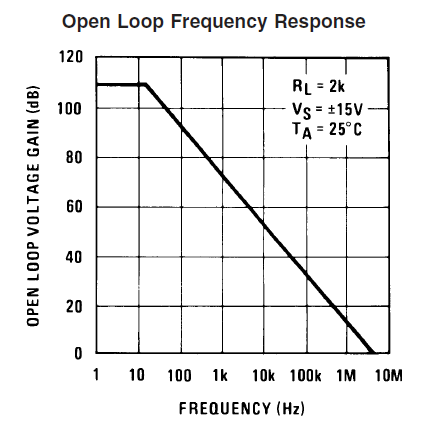 Open Loop Frequency Response
OPEN LOOP VOLTAGE GAIN (dB)
120
100
80
60
40
20
0
RL = 2k
VS = ±15V
TA = 25°C
1 10 100 1k 10k 100k 1M 10M
FREQUENCY (Hz)